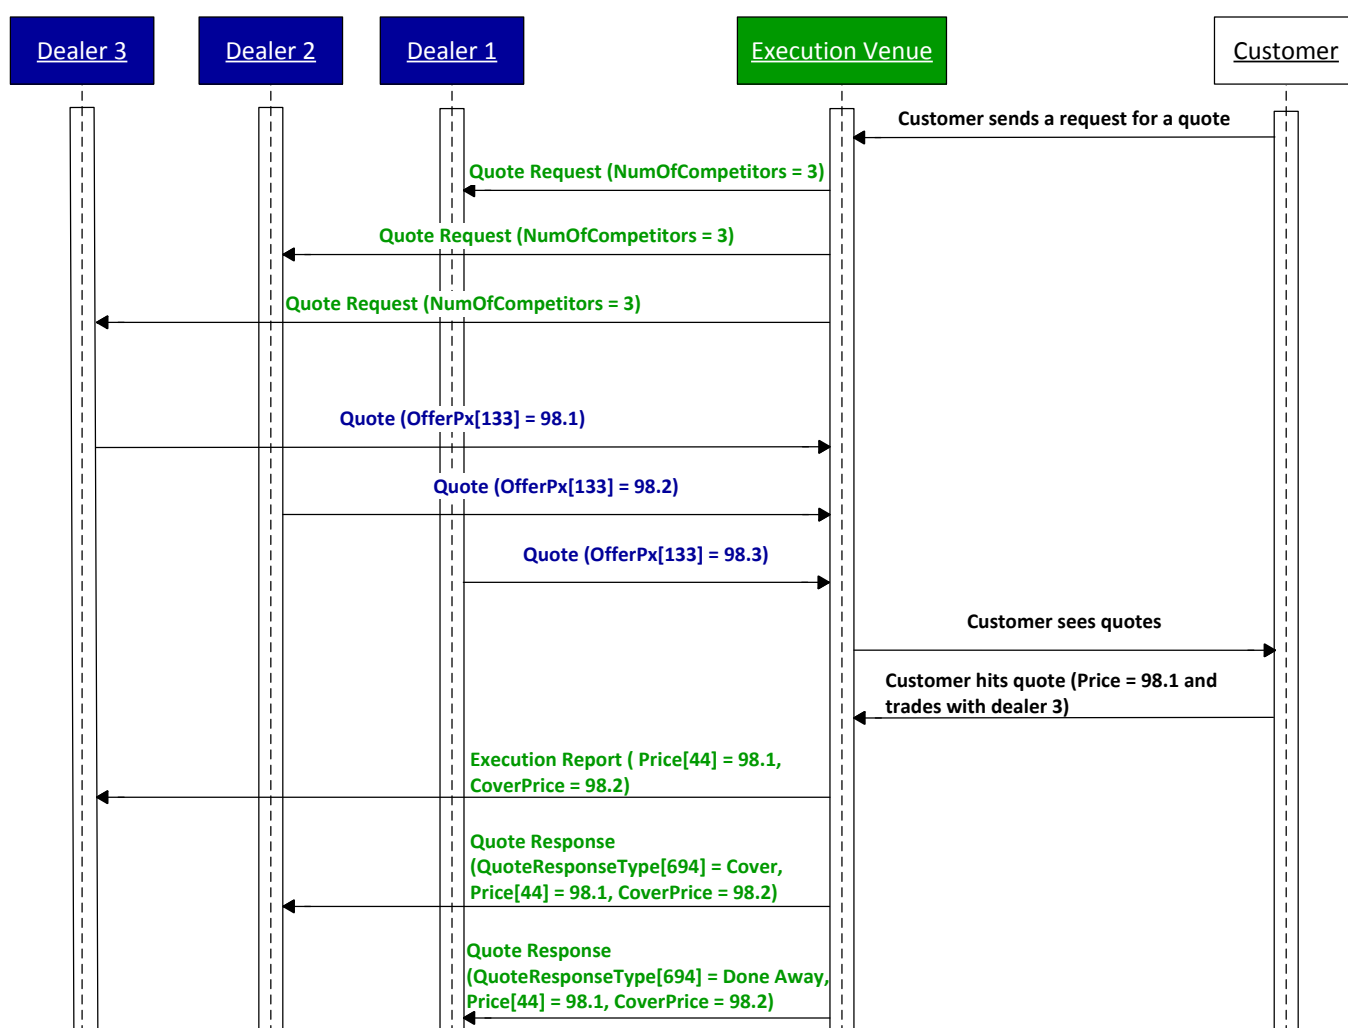 Dealer 3
Dealer 2
Dealer 1
Execution Venue
Customer
Customer sends a request for a quote
Quote Request (NumOfCompetitors = 3)
Quote Request (NumOfCompetitors = 3)
Quote Request (NumOfCompetitors = 3)
Quote (OfferPx[133] = 98.1)
Quote (OfferPx[133] = 98.2)
Quote (OfferPx[133] = 98.3)
Customer sees quotes
Customer hits quote (Price = 98.1 and
trades with dealer 3)
Execution Report ( Price[44] = 98.1,
CoverPrice = 98.2)
Quote Response
(QuoteResponseType[694] = Cover,
Price[44] = 98.1, CoverPrice = 98.2)
Quote Response
(QuoteResponseType[694] = Done Away,
Price[44] = 98.1, CoverPrice = 98.2)